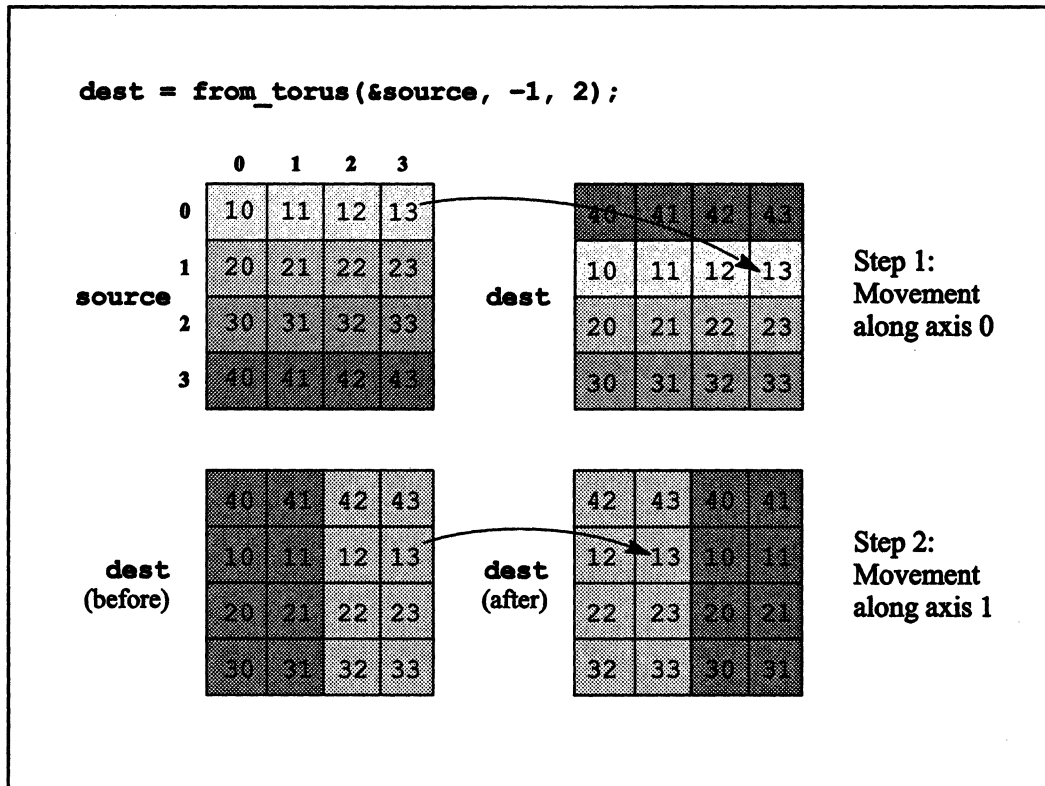 dest = from_torus(&source, -1, 2);
0 1 2 3
0 10 11 12 13
1 20 21 22 23
2 30 31 32 33
3 40 41 42 43
source
40 41 42 43
10 11 12 13
20 21 22 23
30 31 32 33
dest
Step 1:
Movement
along axis 0
40 41 42 43
10 11 12 13
20 21 22 23
30 31 32 33
dest
(before)
42 43 40 41
12 13 10 11
22 23 20 21
32 33 30 31
dest
(after)
Step 2:
Movement
along axis 1